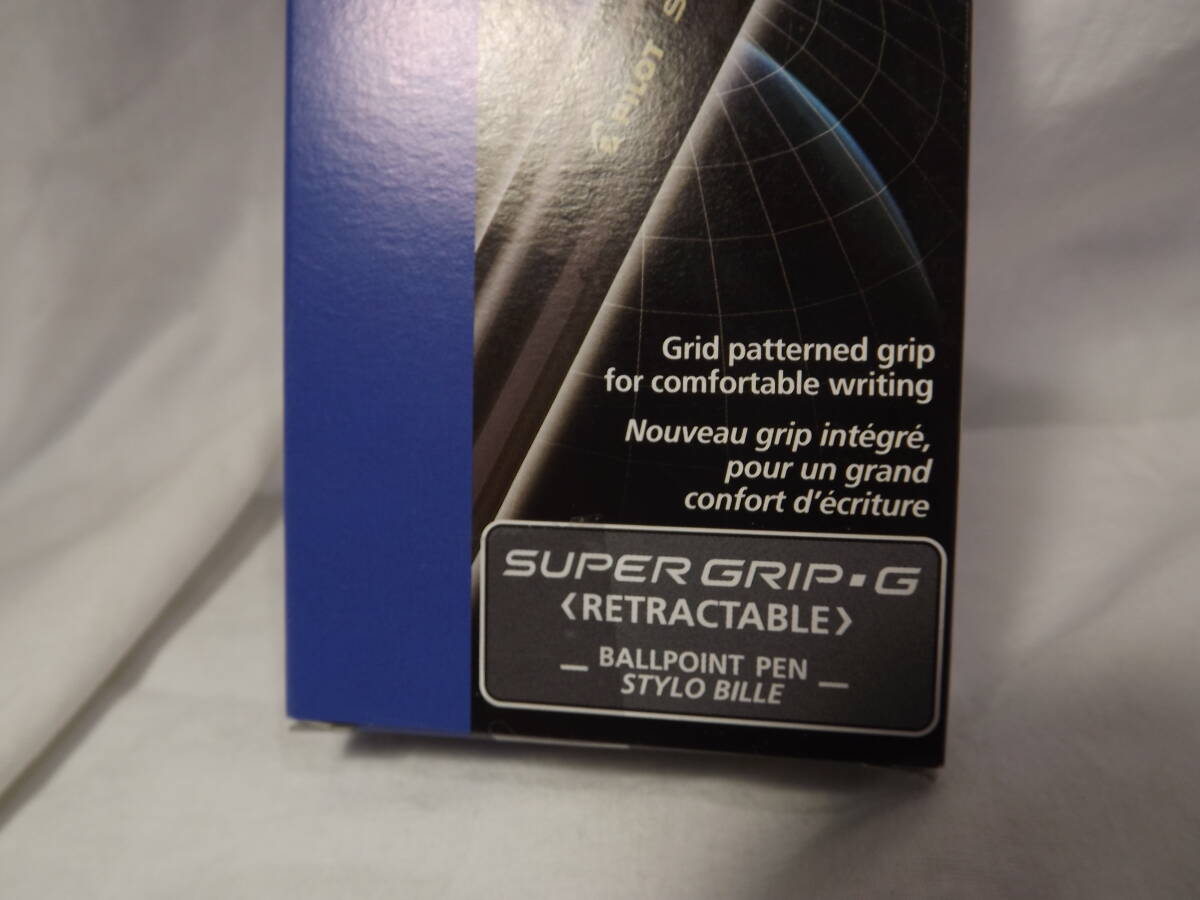 PILOT S
Grid patterned grip
for comfortable writing
Nouveau grip intégré,
pour un grand
confort d'écriture
SUPER GRIP▪G
〈RETRACTABLE〉
BALLPOINT PEN
STYLO BILLE